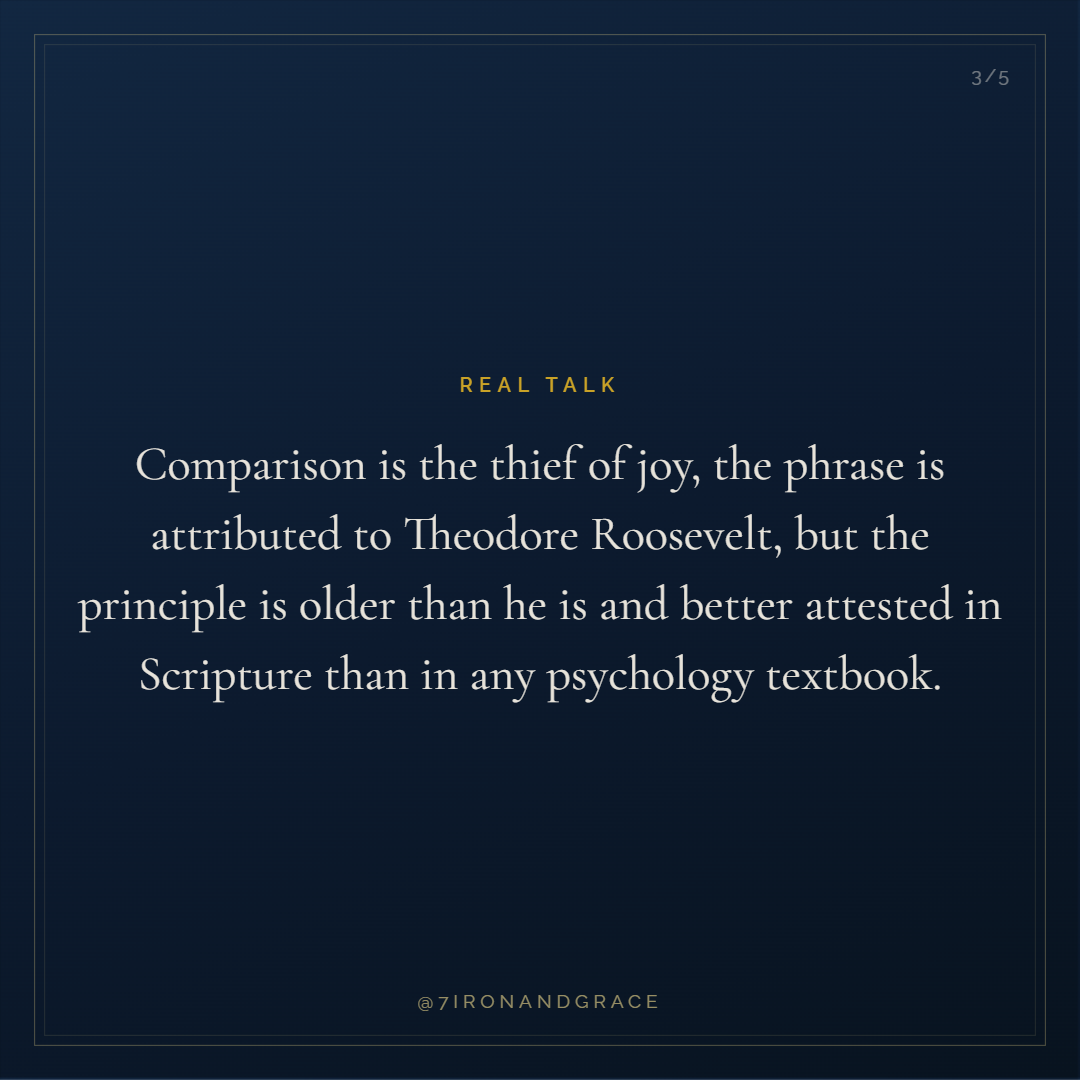 3/5
REAL TALK
Comparison is the thief of joy, the phrase is
attributed to Theodore Roosevelt, but the
principle is older than he is and better attested in
Scripture than in any psychology textbook.
@7IRONANDGRACE